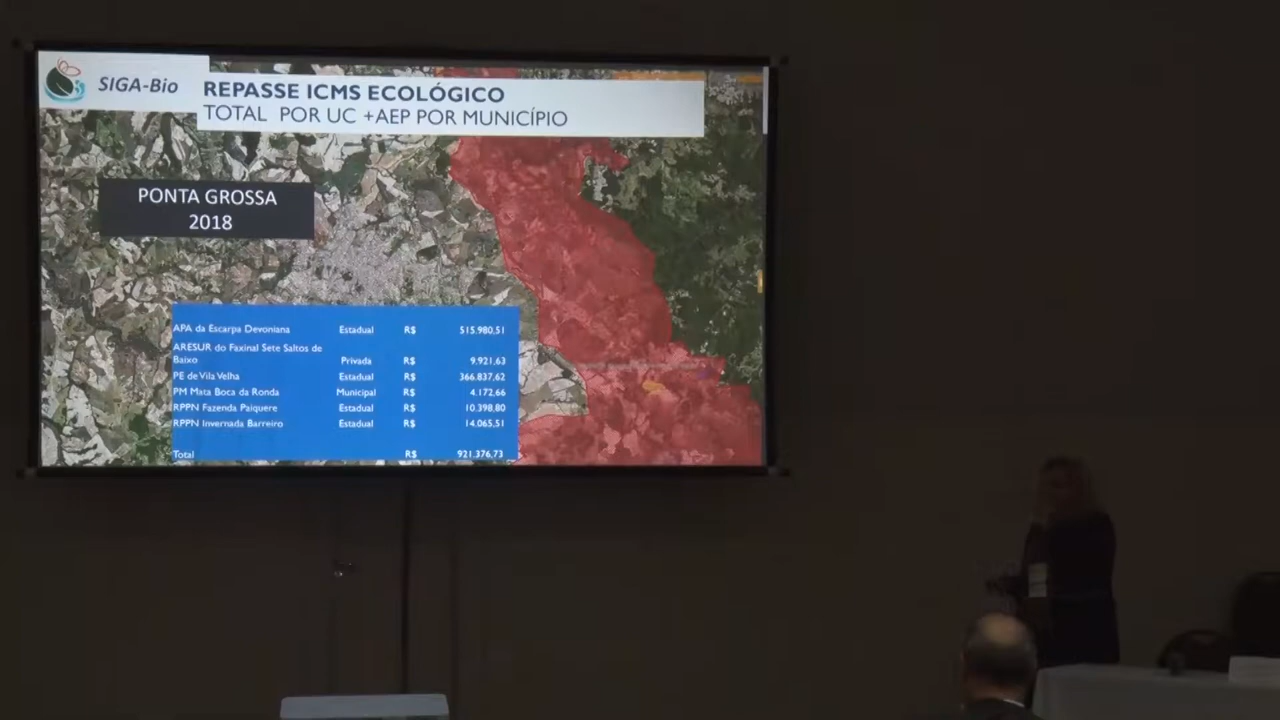 SIGA-Bio
REPASSE ICMS ECOLÓGICO
TOTAL POR UC +AEP POR MUNICÍPIO
PONTA GROSSA
2018
APA da Escarpa Devoniana Estadual R$ 515.980,51
ARESUR do Faxinal Sete Saltos de
Baixo Privada R$ 9.921,63
PE de Vila Velha Estadual R$ 366.837,62
PM Mata Boca da Ronda Municipal R$ 4.172,66
RPPN Fazenda Paiquere Estadual R$ 10.398,80
RPPN Invernada Barreiro Estadual R$ 14.065,51
Total R$ 921.376,73